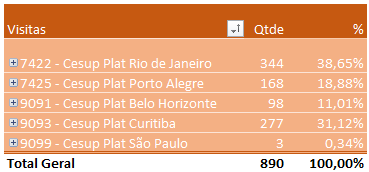 Visitas Qtde %
7422 - Cesup Plat Rio de Janeiro 344 38,65%
7425 - Cesup Plat Porto Alegre 168 18,88%
9091 - Cesup Plat Belo Horizonte 98 11,01%
9093 - Cesup Plat Curitiba 277 31,12%
9099 - Cesup Plat São Paulo 3 0,34%
Total Geral 890 100,00%